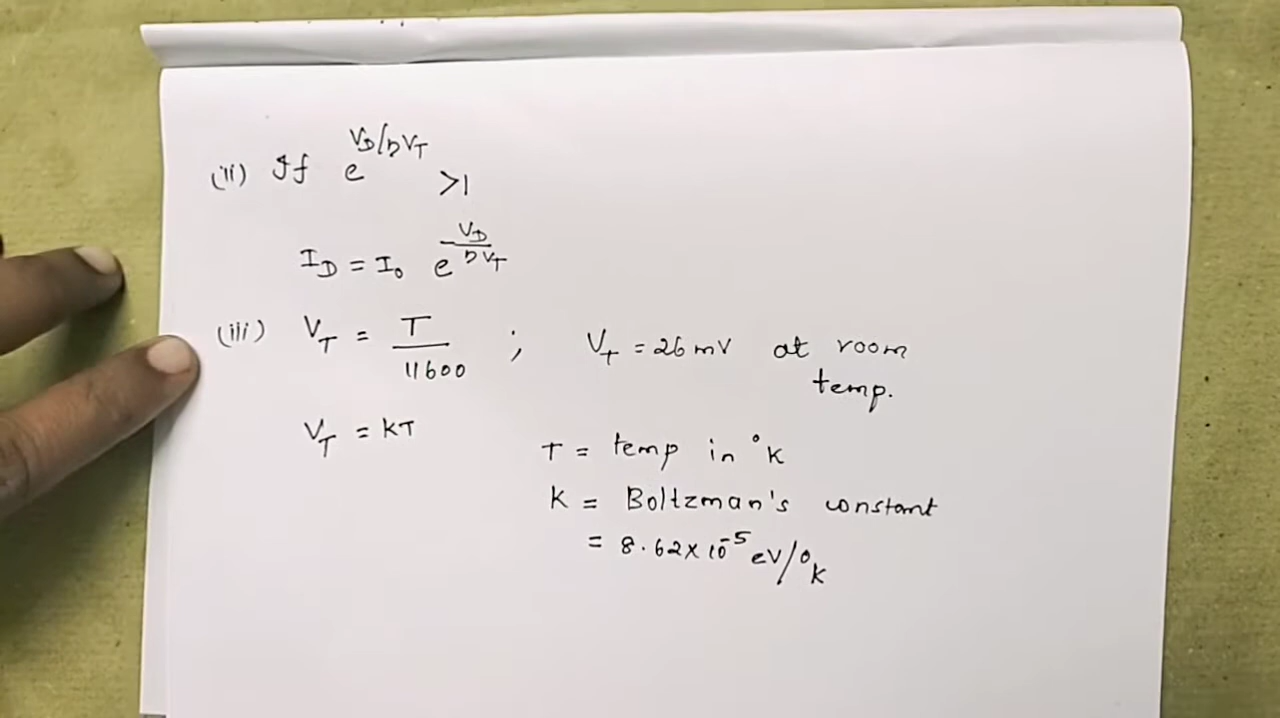 (ii) If e^{V_D/ηV_T} >1
I_D = I_0 e^{V_D/ηV_T}
(iii) V_T = T/11600 ; V_T = 26 mV at room
temp.
V_T = KT
T = temp in °K
K = Boltzman's constant
= 8.62×10^{-5} eV/°K